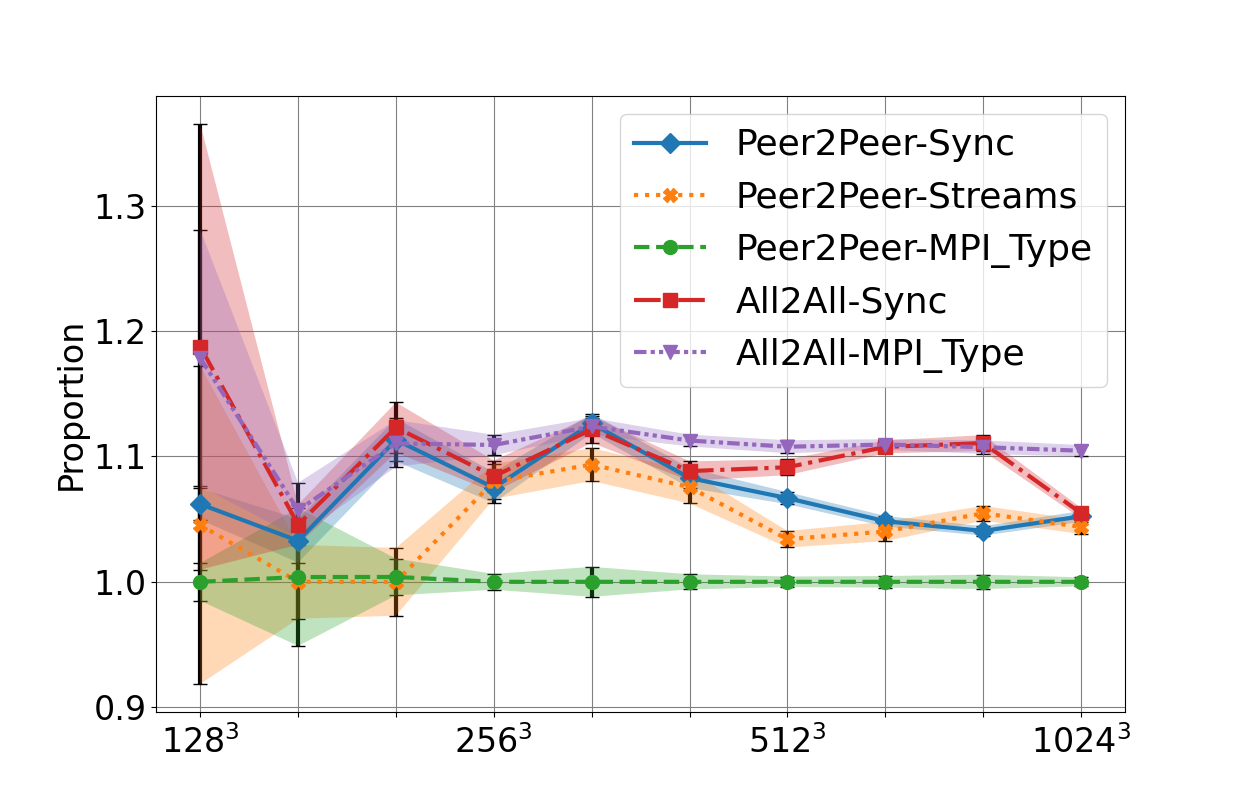 Proportion
1.3
1.2
1.1
1.0
0.9
Peer2Peer-Sync
Peer2Peer-Streams
Peer2Peer-MPI_Type
All2All-Sync
All2All-MPI_Type
128³ 256³ 512³ 1024³